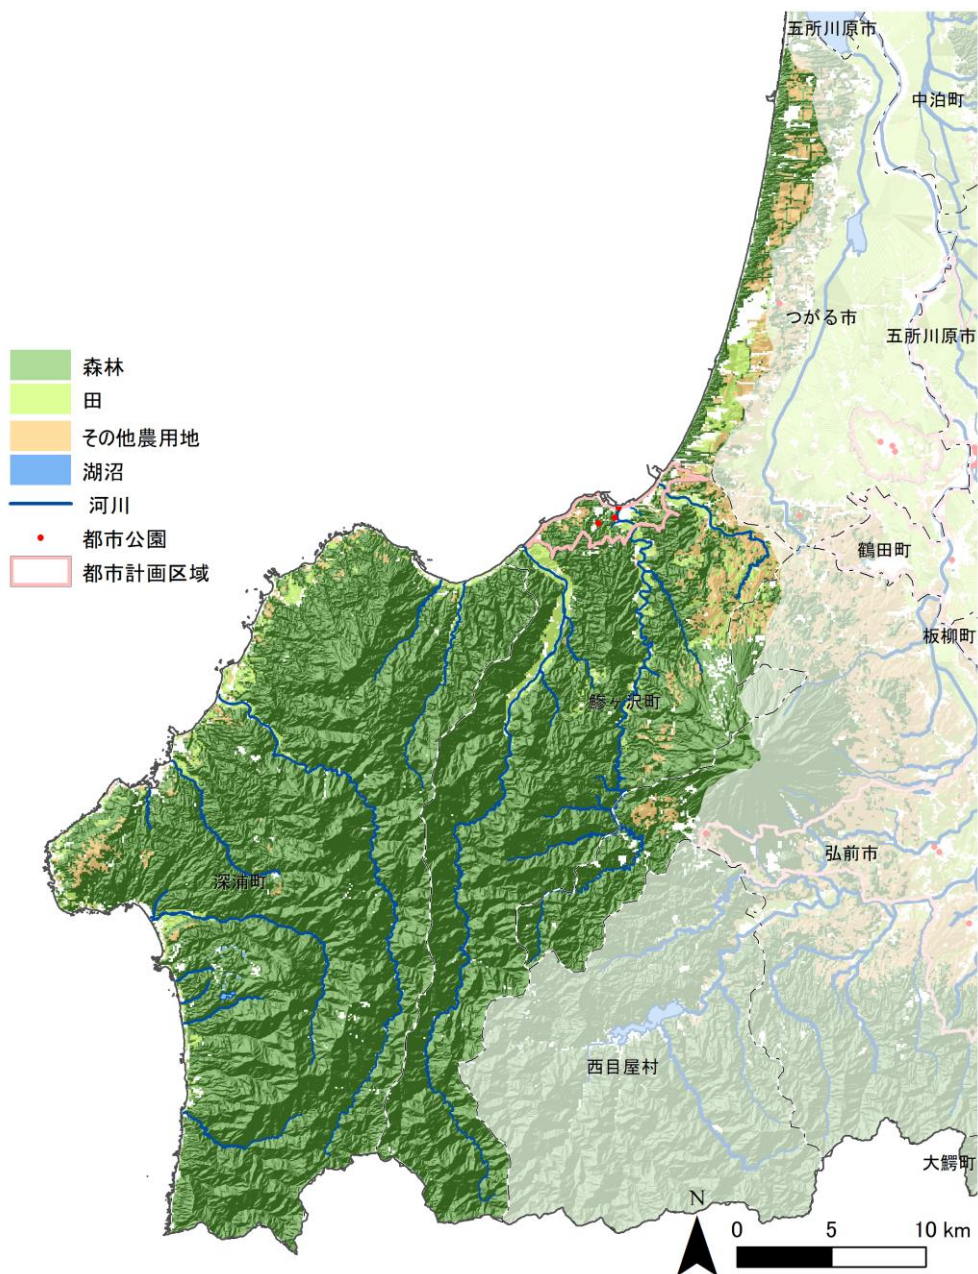 五所川原市
中泊町
つがる市
五所川原市
森林
田
その他農用地
湖沼
河川
都市公園
都市計画区域
鶴田町
板柳町
鰺ヶ沢町
弘前市
深浦町
西目屋村
大鰐町
N
0 5 10 km